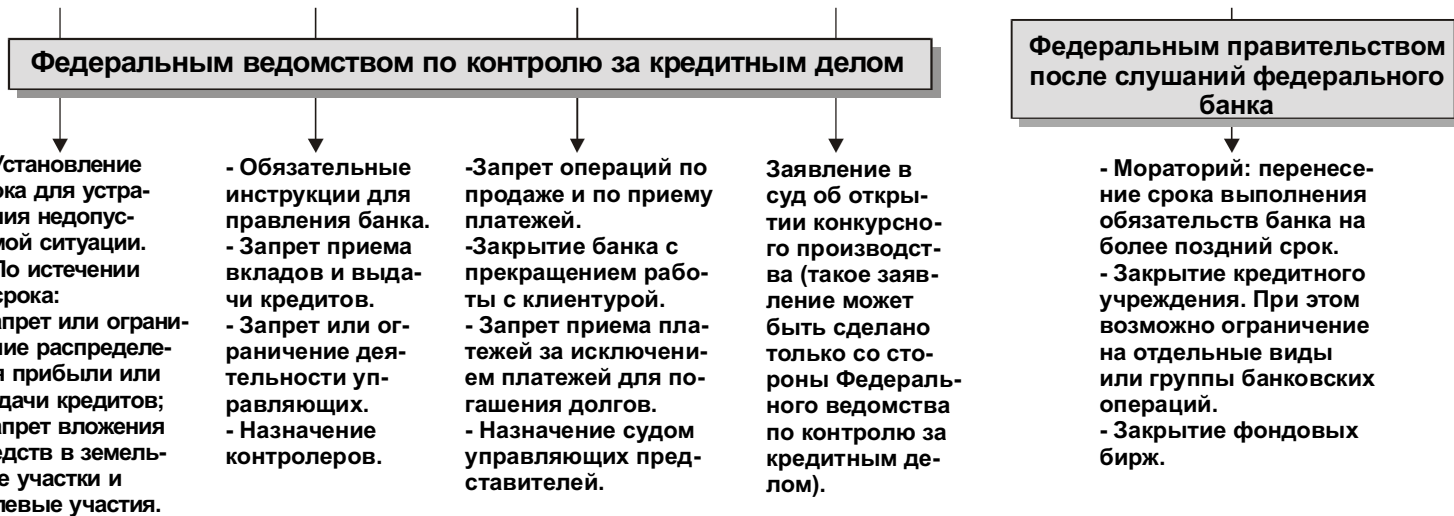 Федеральным ведомством по контролю за кредитным делом
Федеральным правительством
после слушаний федерального
банка
Установление
ока для устра-
ния недопус-
мой ситуации.
По истечении
срока:
апрет или ограни-
ние распределе-
я прибыли или
дачи кредитов;
апрет вложения
едств в земель-
е участки и
левые участия.
- Обязательные
инструкции для
правления банка.
- Запрет приема
вкладов и выда-
чи кредитов.
- Запрет или ог-
раничение дея-
тельности уп-
равляющих.
- Назначение
контролеров.
-Запрет операций по
продаже и по приему
платежей.
-Закрытие банка с
прекращением рабо-
ты с клиентурой.
- Запрет приема пла-
тежей за исключени-
ем платежей для по-
гашения долгов.
- Назначение судом
управляющих пред-
ставителей.
Заявление в
суд об откры-
тии конкурсно-
го производст-
ва (такое заяв-
ление может
быть сделано
только со сто-
роны Федераль-
ного ведомства
по контролю за
кредитным де-
лом).
- Мораторий: перенесе-
ние срока выполнения
обязательств банка на
более поздний срок.
- Закрытие кредитного
учреждения. При этом
возможно ограничение
на отдельные виды
или группы банковских
операций.
- Закрытие фондовых
бирж.